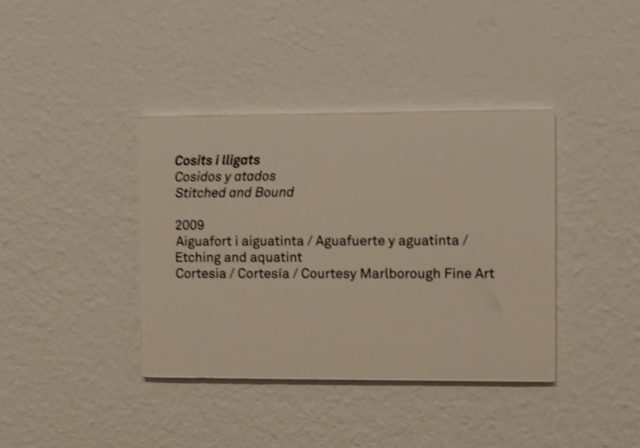 Cosits i lligats
Cosidos y atados
Stitched and Bound
2009
Aiguafort i aiguatinta / Aguafuerte y aguatinta /
Etching and aquatint
Cortesia / Cortesía / Courtesy Marlborough Fine Art